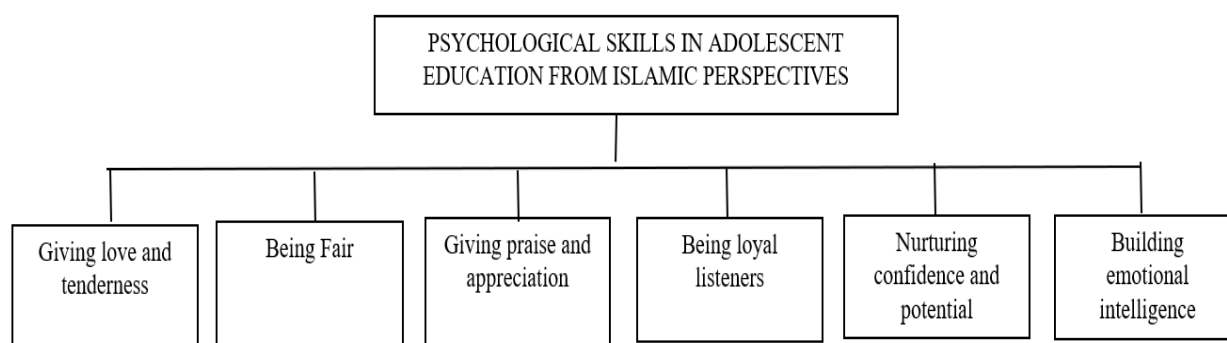 PSYCHOLOGICAL SKILLS IN ADOLESCENT
EDUCATION FROM ISLAMIC PERSPECTIVES
Giving love and
tenderness
Being Fair
Giving praise and
appreciation
Being loyal
listeners
Nurturing
confidence and
potential
Building
emotional
intelligence